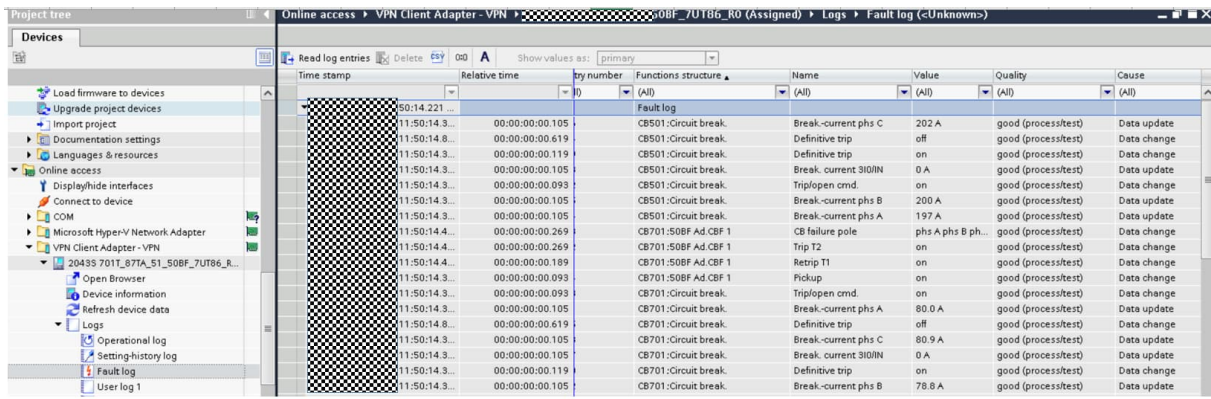 Project tree
Online access ▸ VPN Client Adapter - VPN ▸ 50BF_7UT86_R0 (Assigned) ▸ Logs ▸ Fault log (<Unknown>)
Devices
Read log entries Delete CSV A Show values as: primary
Time stamp Relative time try number Functions structure Name Value Quality Cause
Load firmware to devices (All) (All) (All) (All) (All)
Upgrade project devices 50:14.221 ... Fault log
Import project 11:50:14.3... 00:00:00:00.105 CB501:Circuit break. Break.-current phs C 202 A good (process/test) Data update
Documentation settings 11:50:14.8... 00:00:00:00.619 CB501:Circuit break. Definitive trip off good (process/test) Data change
Languages & resources 11:50:14.3... 00:00:00:00.119 CB501:Circuit break. Definitive trip on good (process/test) Data change
Online access 11:50:14.3... 00:00:00:00.105 CB501:Circuit break. Break. current 3I0/IN 0 A good (process/test) Data update
Display/hide interfaces 11:50:14.3... 00:00:00:00.093 CB501:Circuit break. Trip/open cmd. on good (process/test) Data change
Connect to device 11:50:14.3... 00:00:00:00.105 CB501:Circuit break. Break.-current phs B 200 A good (process/test) Data update
COM 11:50:14.3... 00:00:00:00.105 CB501:Circuit break. Break.-current phs A 197 A good (process/test) Data update
Microsoft Hyper-V Network Adapter 11:50:14.4... 00:00:00:00.269 CB701:50BF Ad.CBF 1 CB failure pole phs A phs B ph... good (process/test) Data change
VPN Client Adapter - VPN 11:50:14.4... 00:00:00:00.269 CB701:50BF Ad.CBF 1 Trip T2 on good (process/test) Data change
2043S 701T_87TA_51_50BF_7UT86_R... 11:50:14.4... 00:00:00:00.189 CB701:50BF Ad.CBF 1 Retrip T1 on good (process/test) Data change
Open Browser 11:50:14.3... 00:00:00:00.093 CB701:50BF Ad.CBF 1 Pickup on good (process/test) Data change
Device information 11:50:14.3... 00:00:00:00.093 CB701:Circuit break. Trip/open cmd. on good (process/test) Data change
Refresh device data 11:50:14.3... 00:00:00:00.105 CB701:Circuit break. Break.-current phs A 80.0 A good (process/test) Data update
Logs 11:50:14.8... 00:00:00:00.619 CB701:Circuit break. Definitive trip off good (process/test) Data change
Operational log 11:50:14.3... 00:00:00:00.105 CB701:Circuit break. Break.-current phs C 80.9 A good (process/test) Data update
Setting-history log 11:50:14.3... 00:00:00:00.105 CB701:Circuit break. Break. current 3I0/IN 0 A good (process/test) Data update
Fault log 11:50:14.3... 00:00:00:00.119 CB701:Circuit break. Definitive trip on good (process/test) Data change
User log 1 11:50:14.3... 00:00:00:00.105 CB701:Circuit break. Break.-current phs B 78.8 A good (process/test) Data update